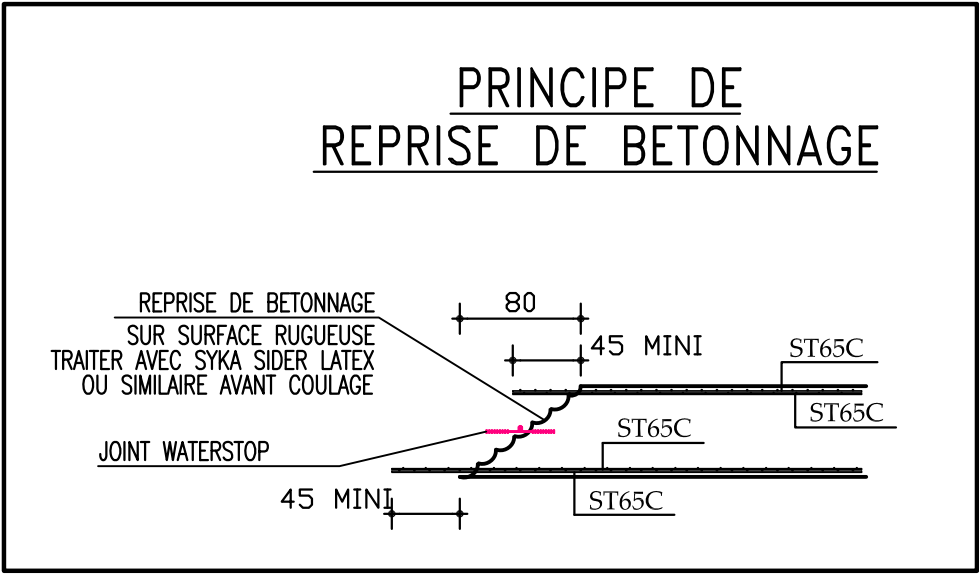 PRINCIPE DE
REPRISE DE BETONNAGE
REPRISE DE BETONNAGE
SUR SURFACE RUGUEUSE
TRAITER AVEC SYKA SIDER LATEX
OU SIMILAIRE AVANT COULAGE
80
45 MINI
ST65C
ST65C
JOINT WATERSTOP
ST65C
45 MINI
ST65C